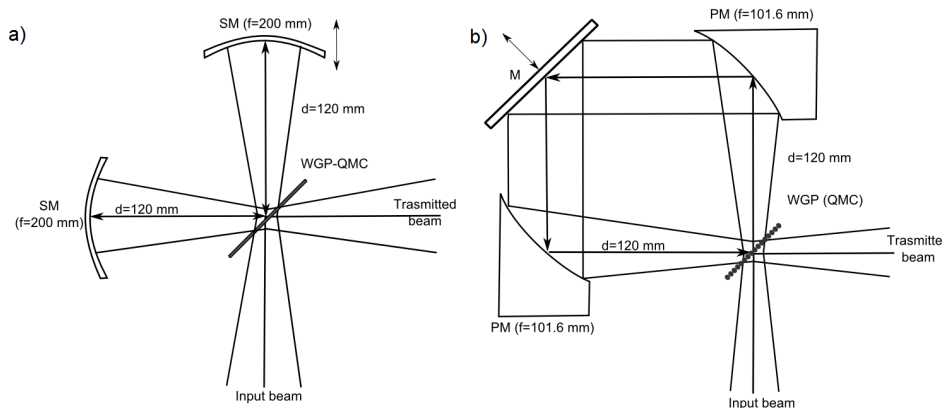 a)
SM (f=200 mm)
d=120 mm
WGP-QMC
SM
(f=200 mm)
d=120 mm
Trasmitted
beam
Input beam
b)
PM (f=101.6 mm)
M
d=120 mm
WGP (QMC)
d=120 mm
Trasmitte
beam
PM (f=101.6 mm)
Input beam